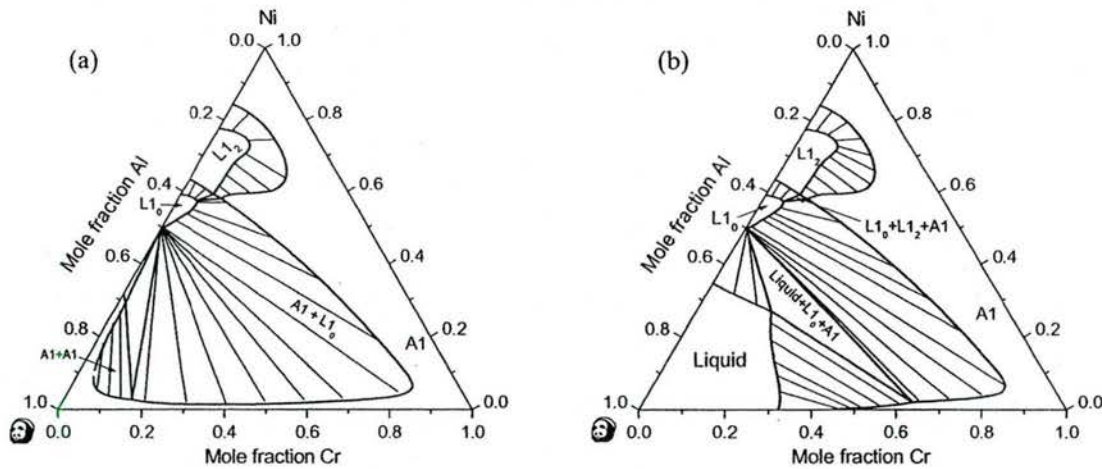 (a)
Ni
0.0
1.0
0.2
0.8
0.4
0.6
0.6
0.4
0.8
0.2
1.0
0.0
Mole fraction Al
L1₂
L1₀
A1 + L1₀
A1
A1+A1
0.0
0.2
0.4
0.6
0.8
1.0
Mole fraction Cr
(b)
Ni
0.0
1.0
0.2
0.8
0.4
0.6
0.6
0.4
0.8
0.2
1.0
0.0
Mole fraction Al
L1₂
L1₀
L1₀+L1₂+A1
Liquid+L1₀+A1
A1
Liquid
0.0
0.2
0.4
0.6
0.8
1.0
Mole fraction Cr